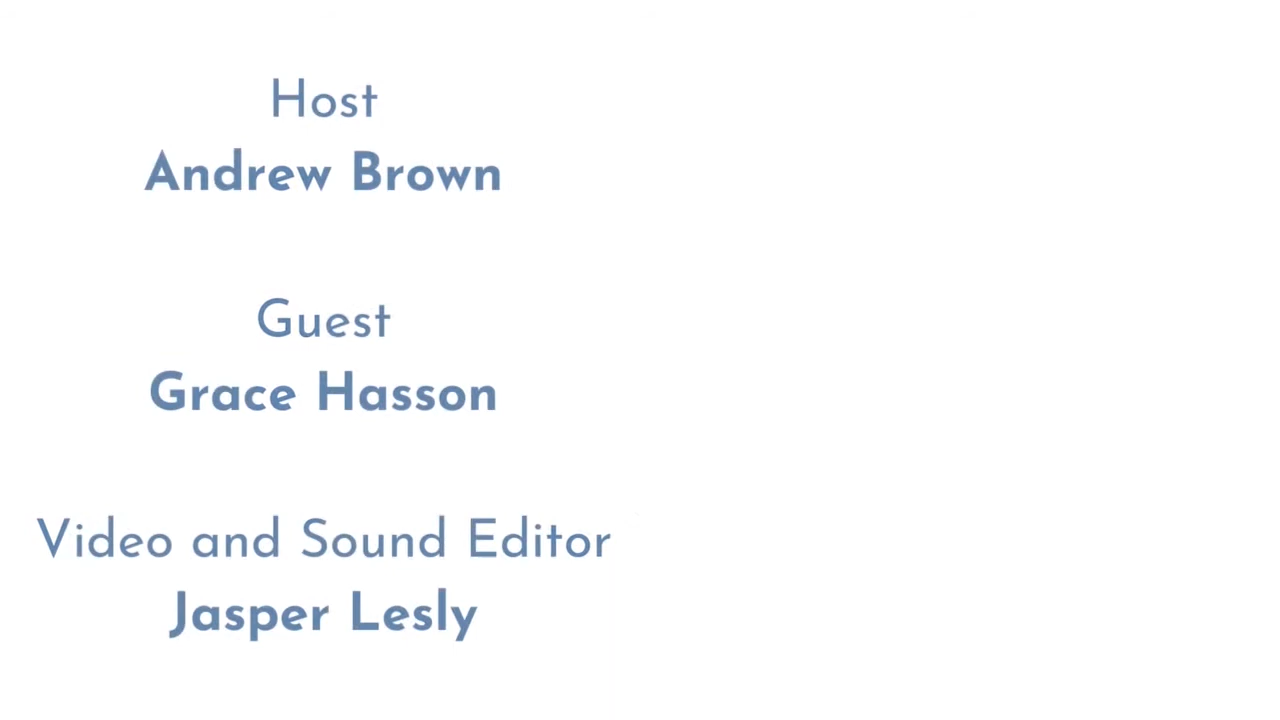 Host
Andrew Brown
Guest
Grace Hasson
Video and Sound Editor
Jasper Lesly